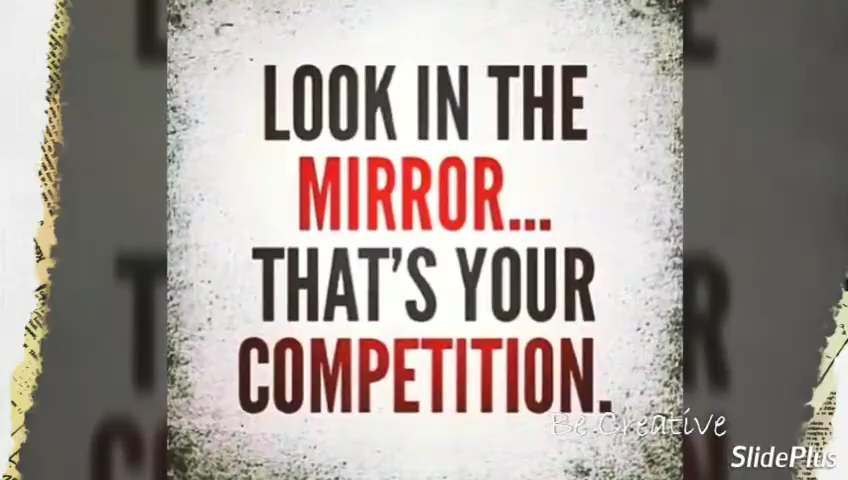 LOOK IN THE
MIRROR...
THAT'S YOUR
COMPETITION.
Be Creative
SlidePlus